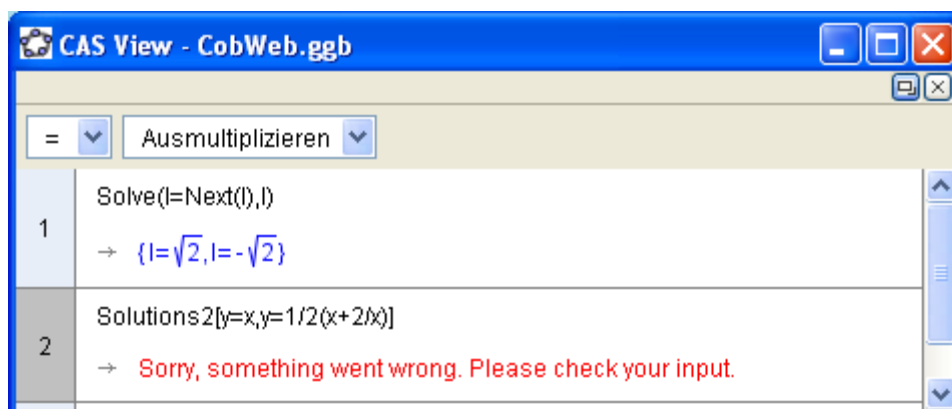 CAS View - CobWeb.ggb
= Ausmultiplizieren
1
Solve(l=Next(l),l)
→ {l=√2,l=-√2}
2
Solutions2[y=x,y=1/2(x+2/x)]
→ Sorry, something went wrong. Please check your input.